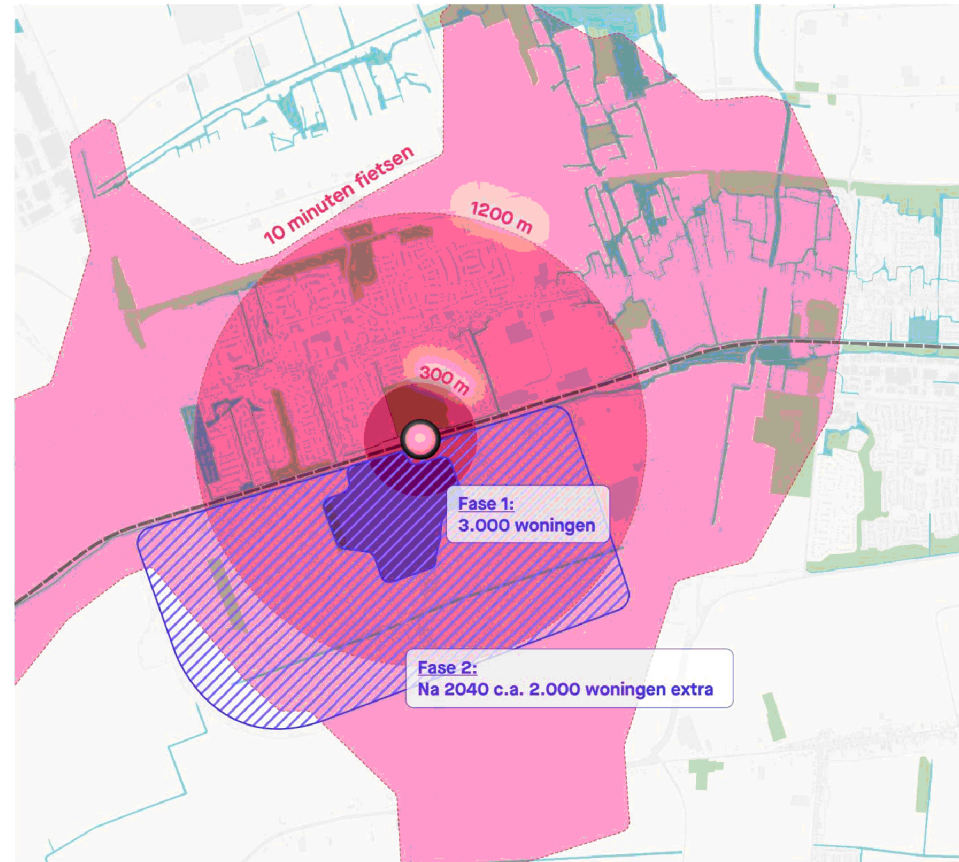 10 minuten fietsen
1200 m
300 m
Fase 1:
3.000 woningen
Fase 2:
Na 2040 c.a. 2.000 woningen extra